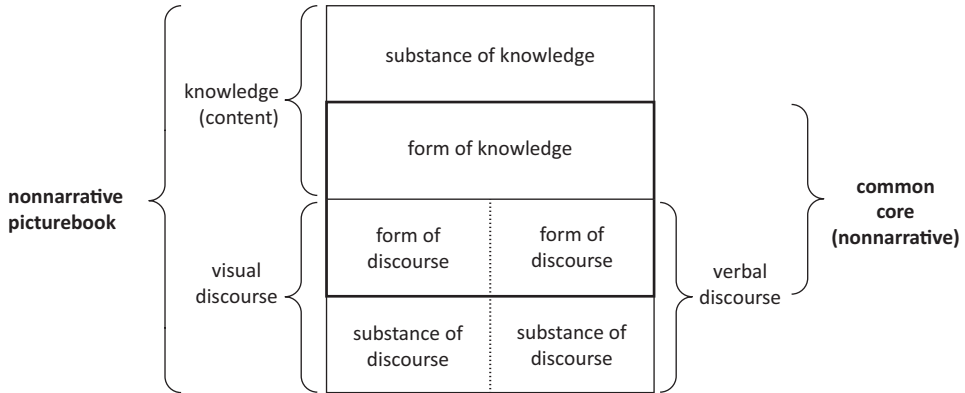 substance of knowledge
knowledge
(content)
form of knowledge
nonnarrative
picturebook
common
core
(nonnarrative)
form of
discourse
form of
discourse
visual
discourse
verbal
discourse
substance of
discourse
substance of
discourse